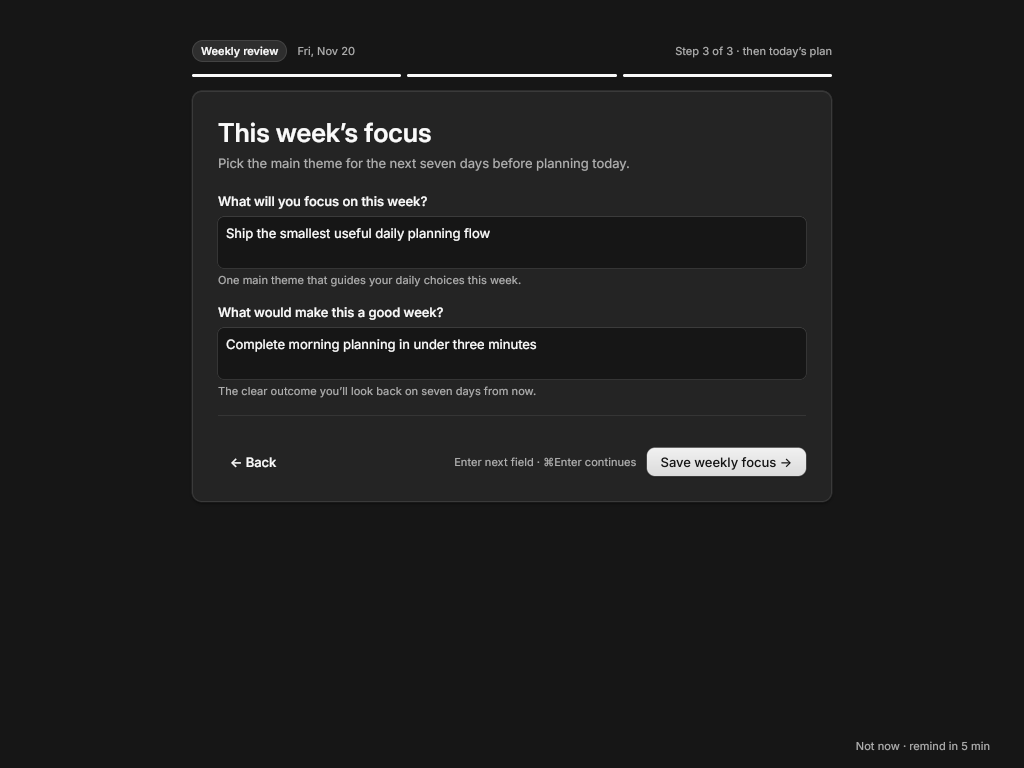 Weekly review
Fri, Nov 20
Step 3 of 3 · then today’s plan
This week’s focus
Pick the main theme for the next seven days before planning today.
What will you focus on this week?
Ship the smallest useful daily planning flow
One main theme that guides your daily choices this week.
What would make this a good week?
Complete morning planning in under three minutes
The clear outcome you’ll look back on seven days from now.
← Back
Enter next field · ⌘Enter continues
Save weekly focus →
Not now · remind in 5 min